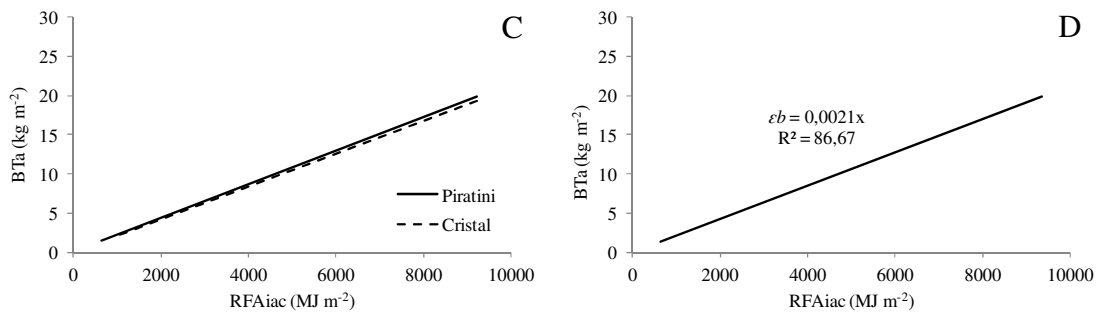 C
30
25
20
15
10
5
0
BTa (kg m-2)
Piratini
Cristal
0 2000 4000 6000 8000 10000
RFAiac (MJ m-2)
D
30
25
20
15
10
5
0
BTa (kg m-2)
εb = 0,0021x
R² = 86,67
0 2000 4000 6000 8000 10000
RFAiac (MJ m-2)